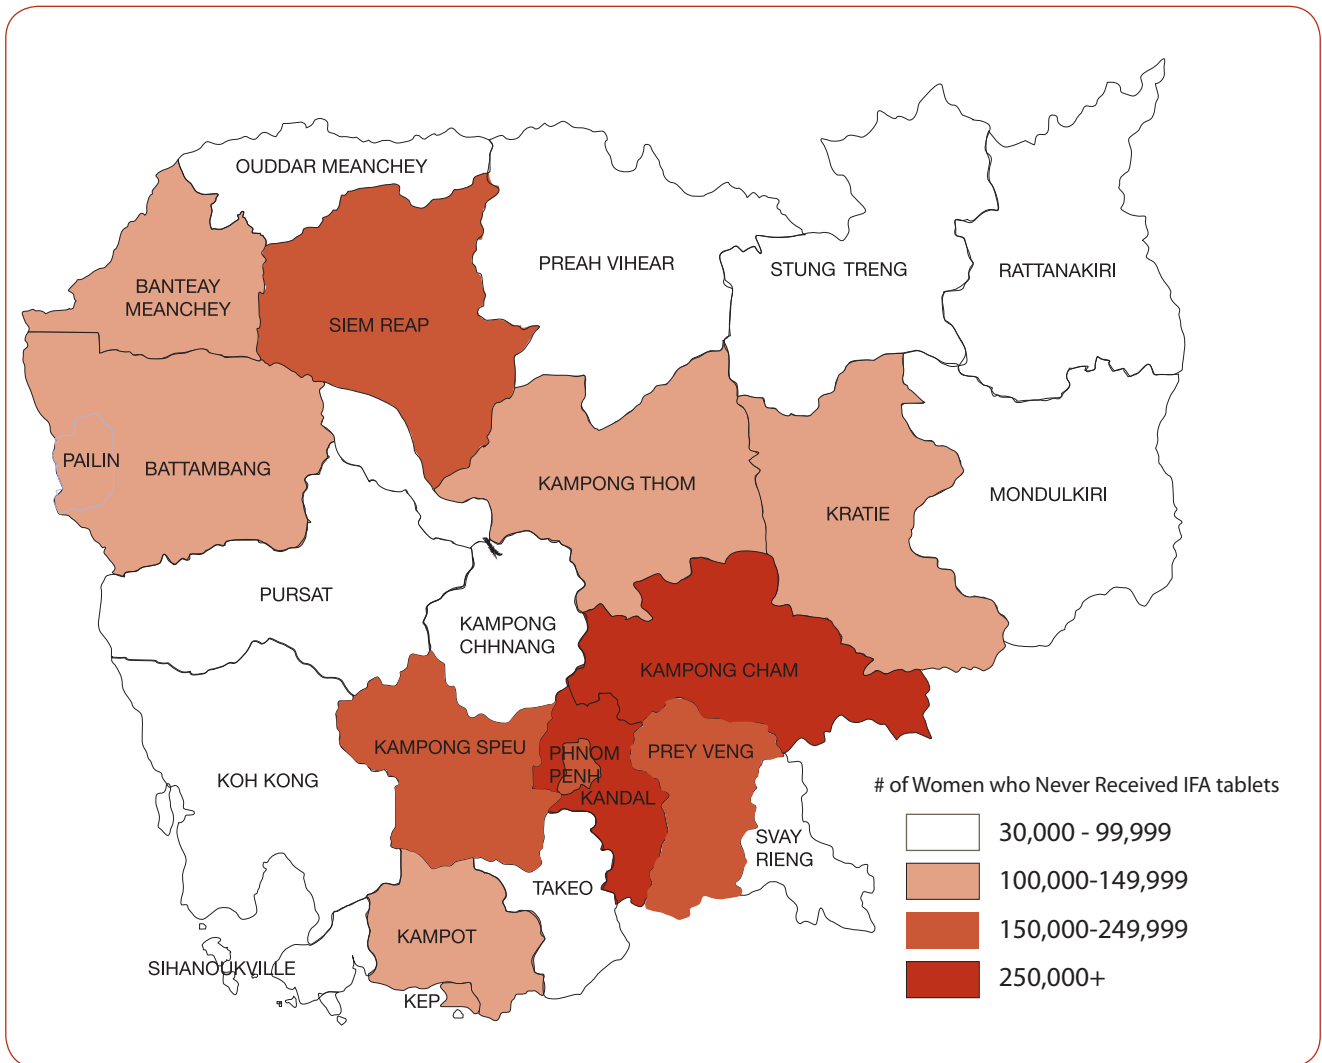 OUDDAR MEANCHEY
PREAH VIHEAR
STUNG TRENG
RATTANAKIRI
BANTEAY
MEANCHEY
SIEM REAP
PAILIN
BATTAMBANG
KAMPONG THOM
KRATIE
MONDULKIRI
PURSAT
KAMPONG
CHHNANG
KAMPONG CHAM
KAMPONG SPEU
PHNOM
PENH
PREY VENG
KANDAL
KOH KONG
SVAY
RIENG
TAKEO
KAMPOT
SIHANOUKVILLE
KEP
# of Women who Never Received IFA tablets
30,000 - 99,999
100,000-149,999
150,000-249,999
250,000+